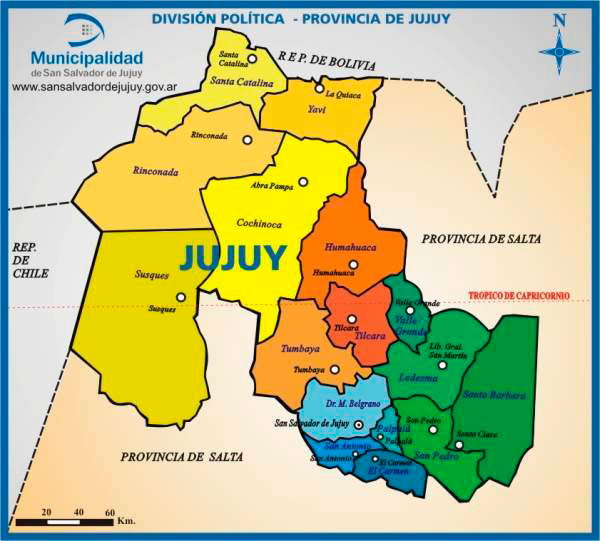 DIVISIÓN POLÍTICA - PROVINCIA DE JUJUY
N
Municipalidad
de San Salvador de Jujuy
www.sansalvadordejujuy.gov.ar
REP. DE BOLIVIA
Santa
Catalina
Santa Catalina
La Quiaca
Yavi
Rinconada
Rinconada
Abra Pampa
Cochinoca
REP.
DE
CHILE
PROVINCIA DE SALTA
JUJUY
Humahuaca
Humahuaca
Susques
Susques
TROPICO DE CAPRICORNIO
Valle Grande
Valle
Grande
Tilcara
Tilcara
Tumbaya
Tumbaya
Lib. Gral.
San Martín
Ledesma
Santa Barbara
Dr. M. Belgrano
San Salvador de Jujuy
Palpalá
Palpalá
San Pedro
Santa Clara
San Pedro
San Antonio
San Antonio
El Carmen
El Carmen
PROVINCIA DE SALTA
0 20 40 60
Km.